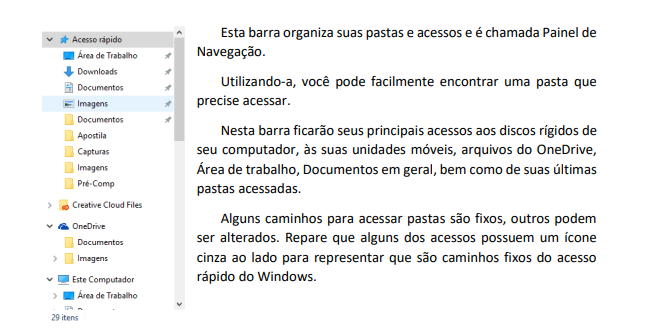 Acesso rápido
Área de Trabalho
Downloads
Documentos
Imagens
Documentos
Apostila
Capturas
Imagens
Pré-Comp
Creative Cloud Files
OneDrive
Documentos
Imagens
Este Computador
Área de Trabalho
29 itens
Esta barra organiza suas pastas e acessos e é chamada Painel de
Navegação.
Utilizando-a, você pode facilmente encontrar uma pasta que
precise acessar.
Nesta barra ficarão seus principais acessos aos discos rígidos de
seu computador, às suas unidades móveis, arquivos do OneDrive,
Área de trabalho, Documentos em geral, bem como de suas últimas
pastas acessadas.
Alguns caminhos para acessar pastas são fixos, outros podem
ser alterados. Repare que alguns dos acessos possuem um ícone
cinza ao lado para representar que são caminhos fixos do acesso
rápido do Windows.